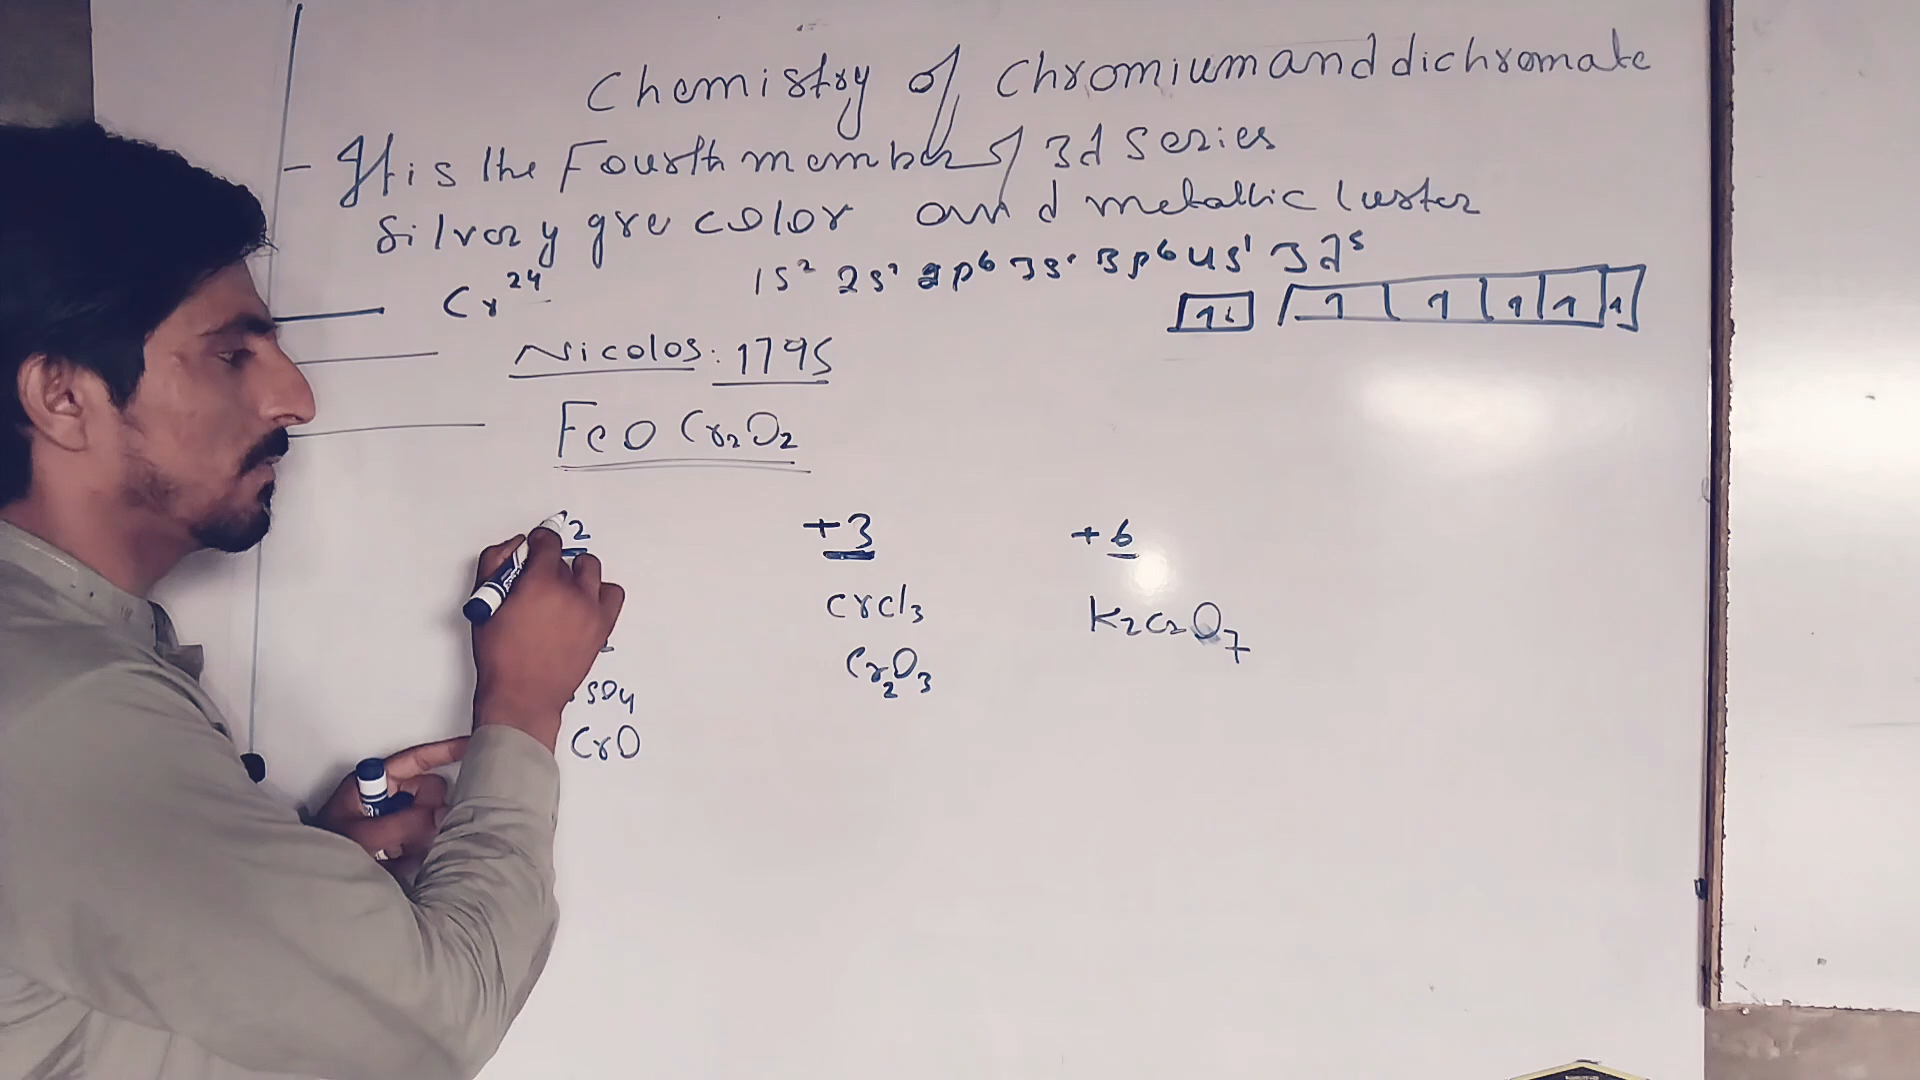 Chemistry of Chromium and dichromate
- It is the Fourth member of 3d Series
Silvery gre color and metallic luster
Cr 24 1s² 2s² 2p⁶ 3s² 3p⁶ 4s¹ 3d⁵
Nicolos: 1795
FeO Cr₂O₂
2 +3 +6
CrCl₃ K₂Cr₂O₇
Cr₂O₃
SO₄
CrO